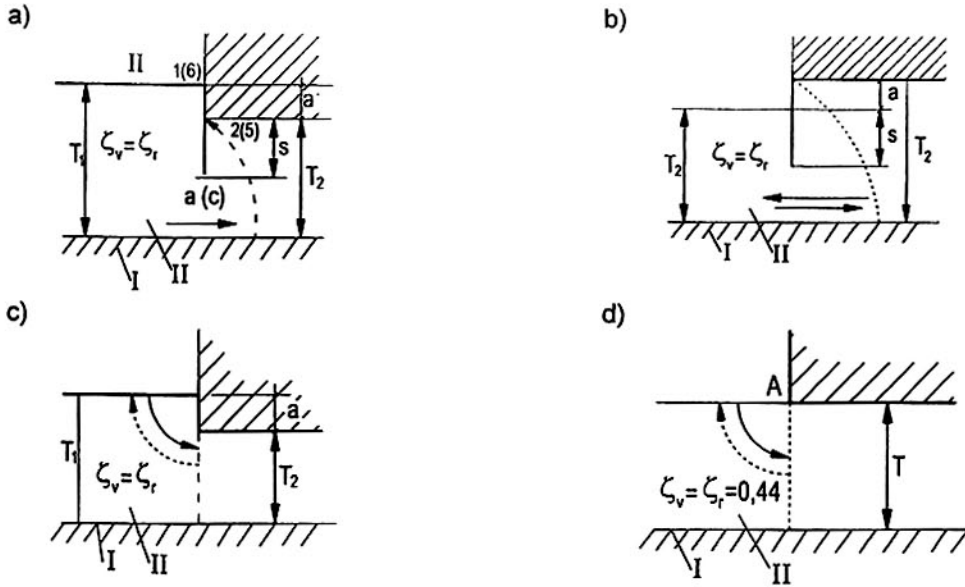 a)
II
1(6)
a
2(5)
T₁
ζᵥ = ζᵣ
s
T₂
a (c)
I
II
b)
a
s
T₂
ζᵥ = ζᵣ
T₂
I
II
c)
a
T₁
ζᵥ = ζᵣ
T₂
I
II
d)
A
T
ζᵥ = ζᵣ = 0,44
I
II